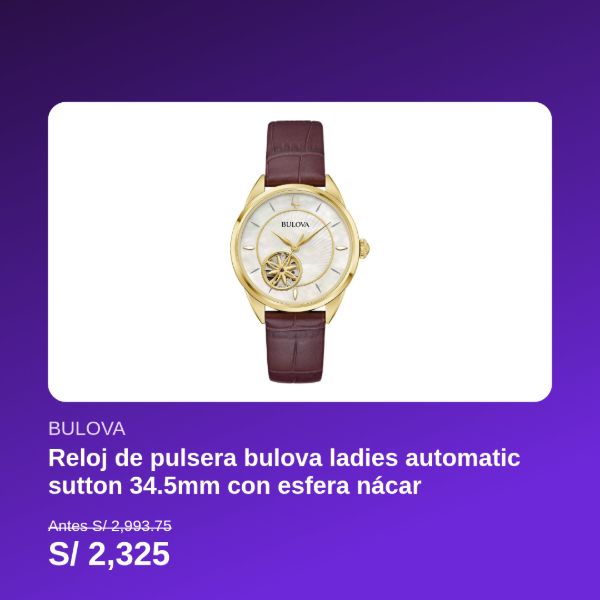 BULOVA
BULOVA
Reloj de pulsera bulova ladies automatic
sutton 34.5mm con esfera nácar
Antes S/ 2,993.75
S/ 2,325